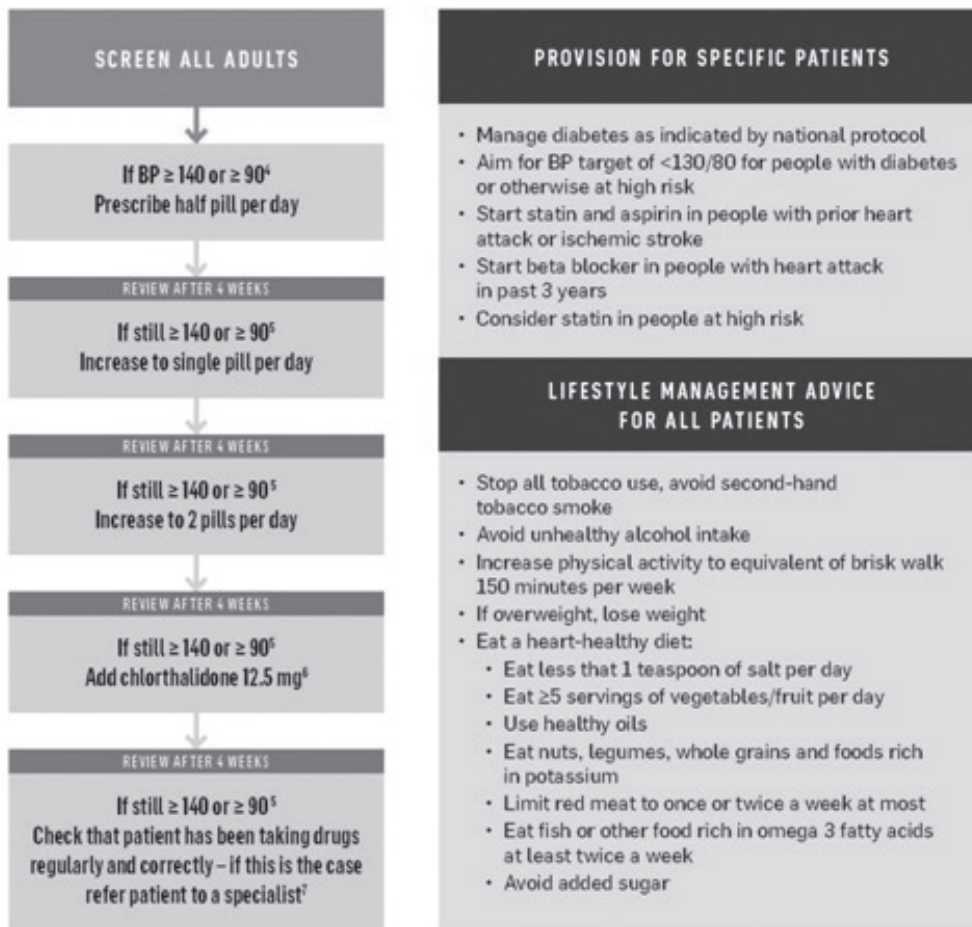 SCREEN ALL ADULTS
If BP ≥ 140 or ≥ 90⁴
Prescribe half pill per day
REVIEW AFTER 4 WEEKS
If still ≥ 140 or ≥ 90⁵
Increase to single pill per day
REVIEW AFTER 4 WEEKS
If still ≥ 140 or ≥ 90⁵
Increase to 2 pills per day
REVIEW AFTER 4 WEEKS
If still ≥ 140 or ≥ 90⁵
Add chlorthalidone 12.5 mg⁶
REVIEW AFTER 4 WEEKS
If still ≥ 140 or ≥ 90⁵
Check that patient has been taking drugs
regularly and correctly – if this is the case
refer patient to a specialist⁷
PROVISION FOR SPECIFIC PATIENTS
• Manage diabetes as indicated by national protocol
• Aim for BP target of <130/80 for people with diabetes
or otherwise at high risk
• Start statin and aspirin in people with prior heart
attack or ischemic stroke
• Start beta blocker in people with heart attack
in past 3 years
• Consider statin in people at high risk
LIFESTYLE MANAGEMENT ADVICE
FOR ALL PATIENTS
• Stop all tobacco use, avoid second-hand
tobacco smoke
• Avoid unhealthy alcohol intake
• Increase physical activity to equivalent of brisk walk
150 minutes per week
• If overweight, lose weight
• Eat a heart-healthy diet:
• Eat less that 1 teaspoon of salt per day
• Eat ≥5 servings of vegetables/fruit per day
• Use healthy oils
• Eat nuts, legumes, whole grains and foods rich
in potassium
• Limit red meat to once or twice a week at most
• Eat fish or other food rich in omega 3 fatty acids
at least twice a week
• Avoid added sugar